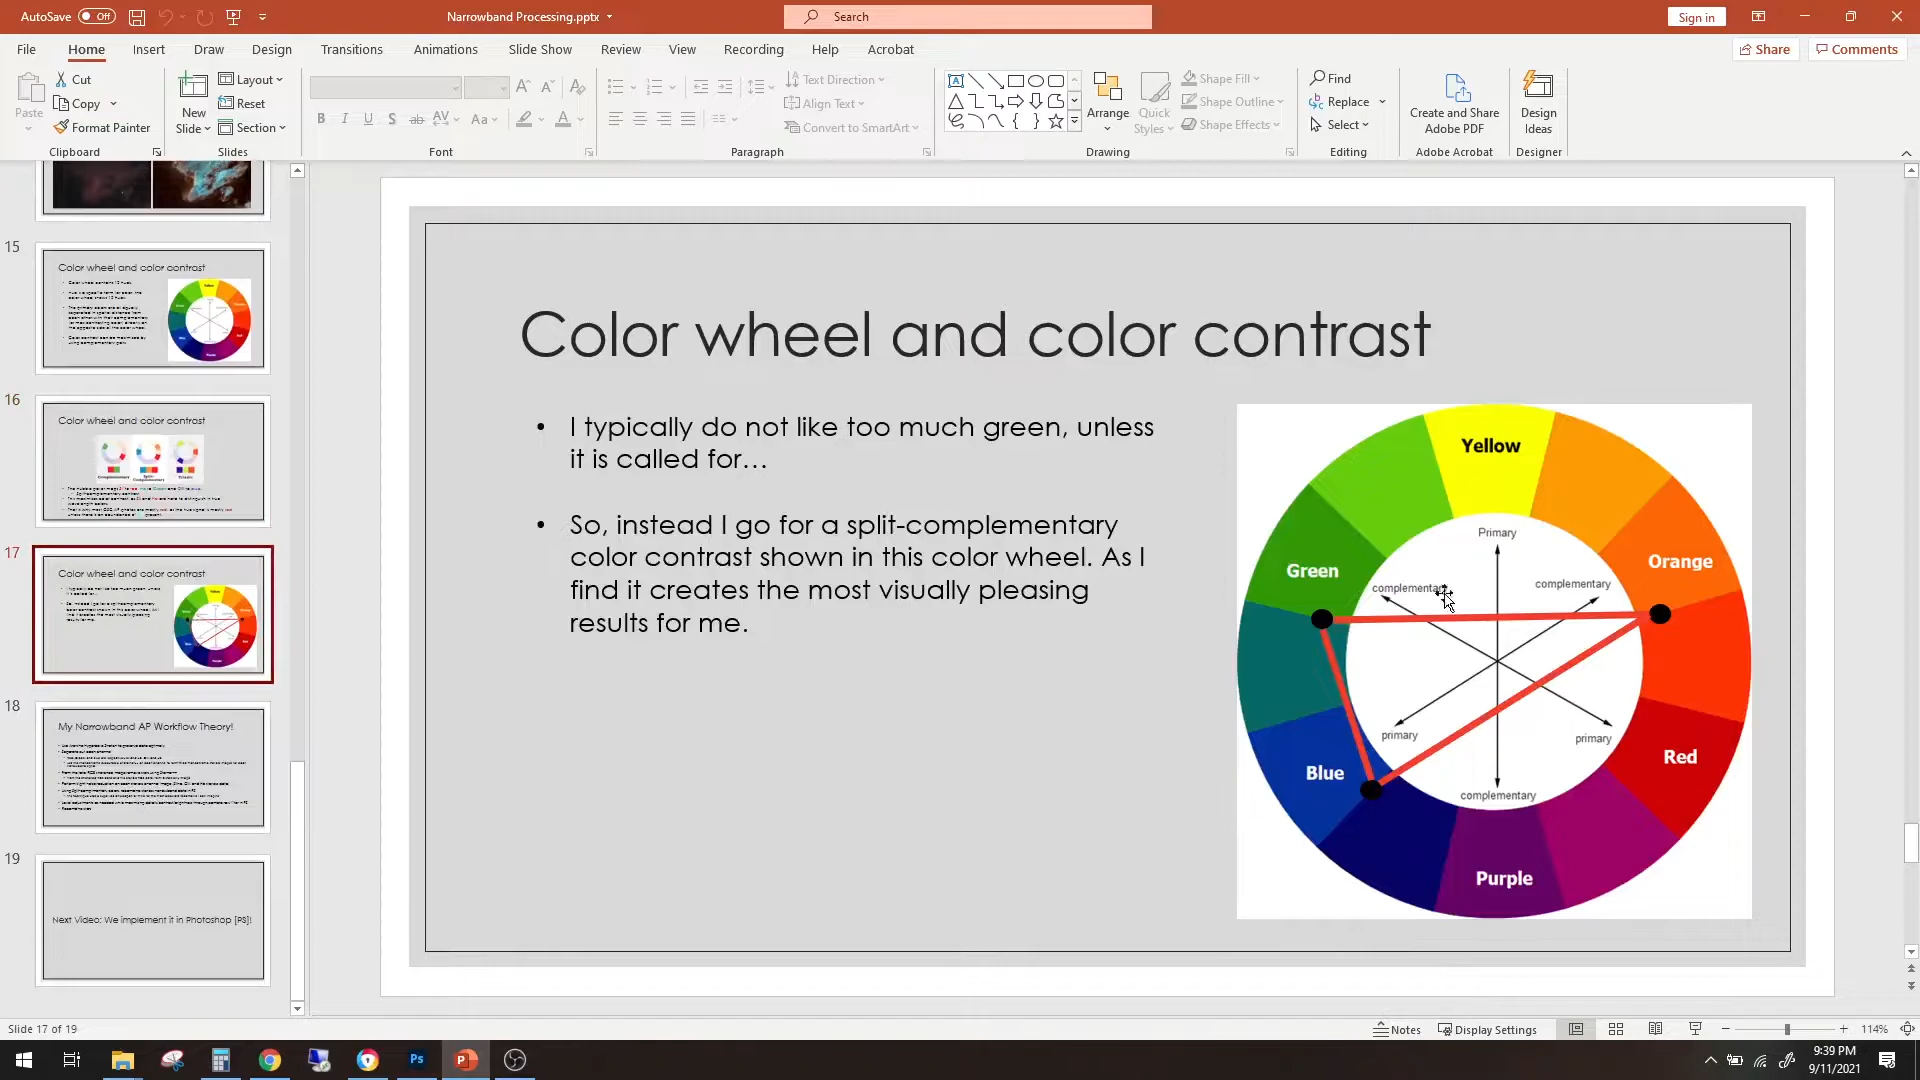 AutoSave Off Narrowband Processing.pptx Search Sign in
File Home Insert Draw Design Transitions Animations Slide Show Review View Recording Help Acrobat Share Comments
Paste
Cut
Copy
Format Painter
Clipboard
New
Slide
Layout
Reset
Section
Slides
B I U S ab AV Aa A
Font
Text Direction
Align Text
Convert to SmartArt
Paragraph
Arrange
Quick
Styles
Shape Fill
Shape Outline
Shape Effects
Drawing
Find
Replace
Select
Editing
Create and Share
Adobe PDF
Adobe Acrobat
Design
Ideas
Designer
15
Color wheel and color contrast
16
Color wheel and color contrast
17
Color wheel and color contrast
18
My Narrowband AP Workflow Theory!
19
Next Video: We implement it in Photoshop [PS]!
Color wheel and color contrast
• I typically do not like too much green, unless
it is called for...
• So, instead I go for a split-complementary
color contrast shown in this color wheel. As I
find it creates the most visually pleasing
results for me.
Yellow
Primary
Green
Orange
complementary
complementary
primary
primary
Blue
Red
complementary
Purple
Slide 17 of 19
Notes Display Settings 114%
Ps
9:39 PM
9/11/2021